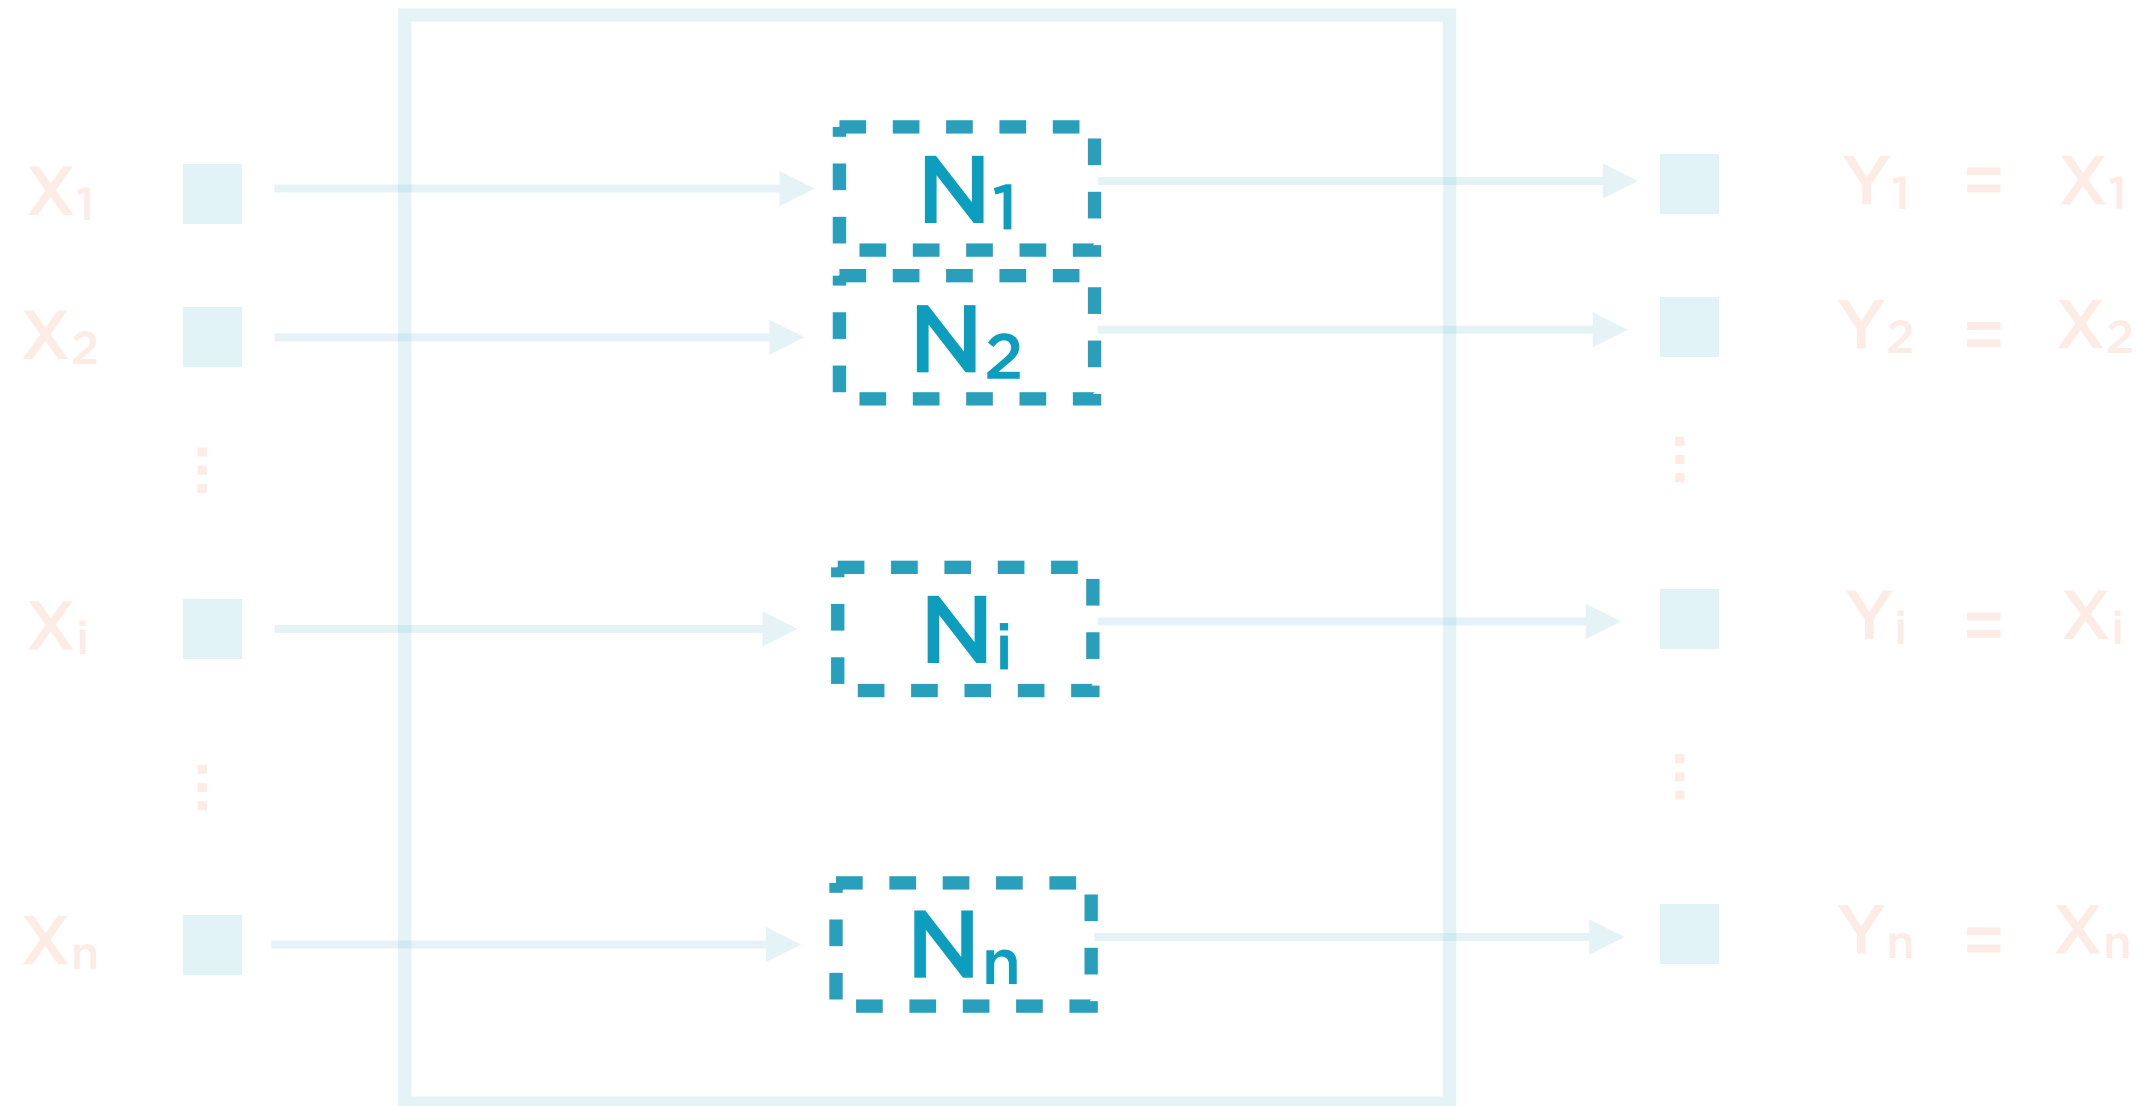 X₁ N₁ Y₁ = X₁
X₂ N₂ Y₂ = X₂
⋮ ⋮
Xᵢ Nᵢ Yᵢ = Xᵢ
⋮ ⋮
Xₙ Nₙ Yₙ = Xₙ